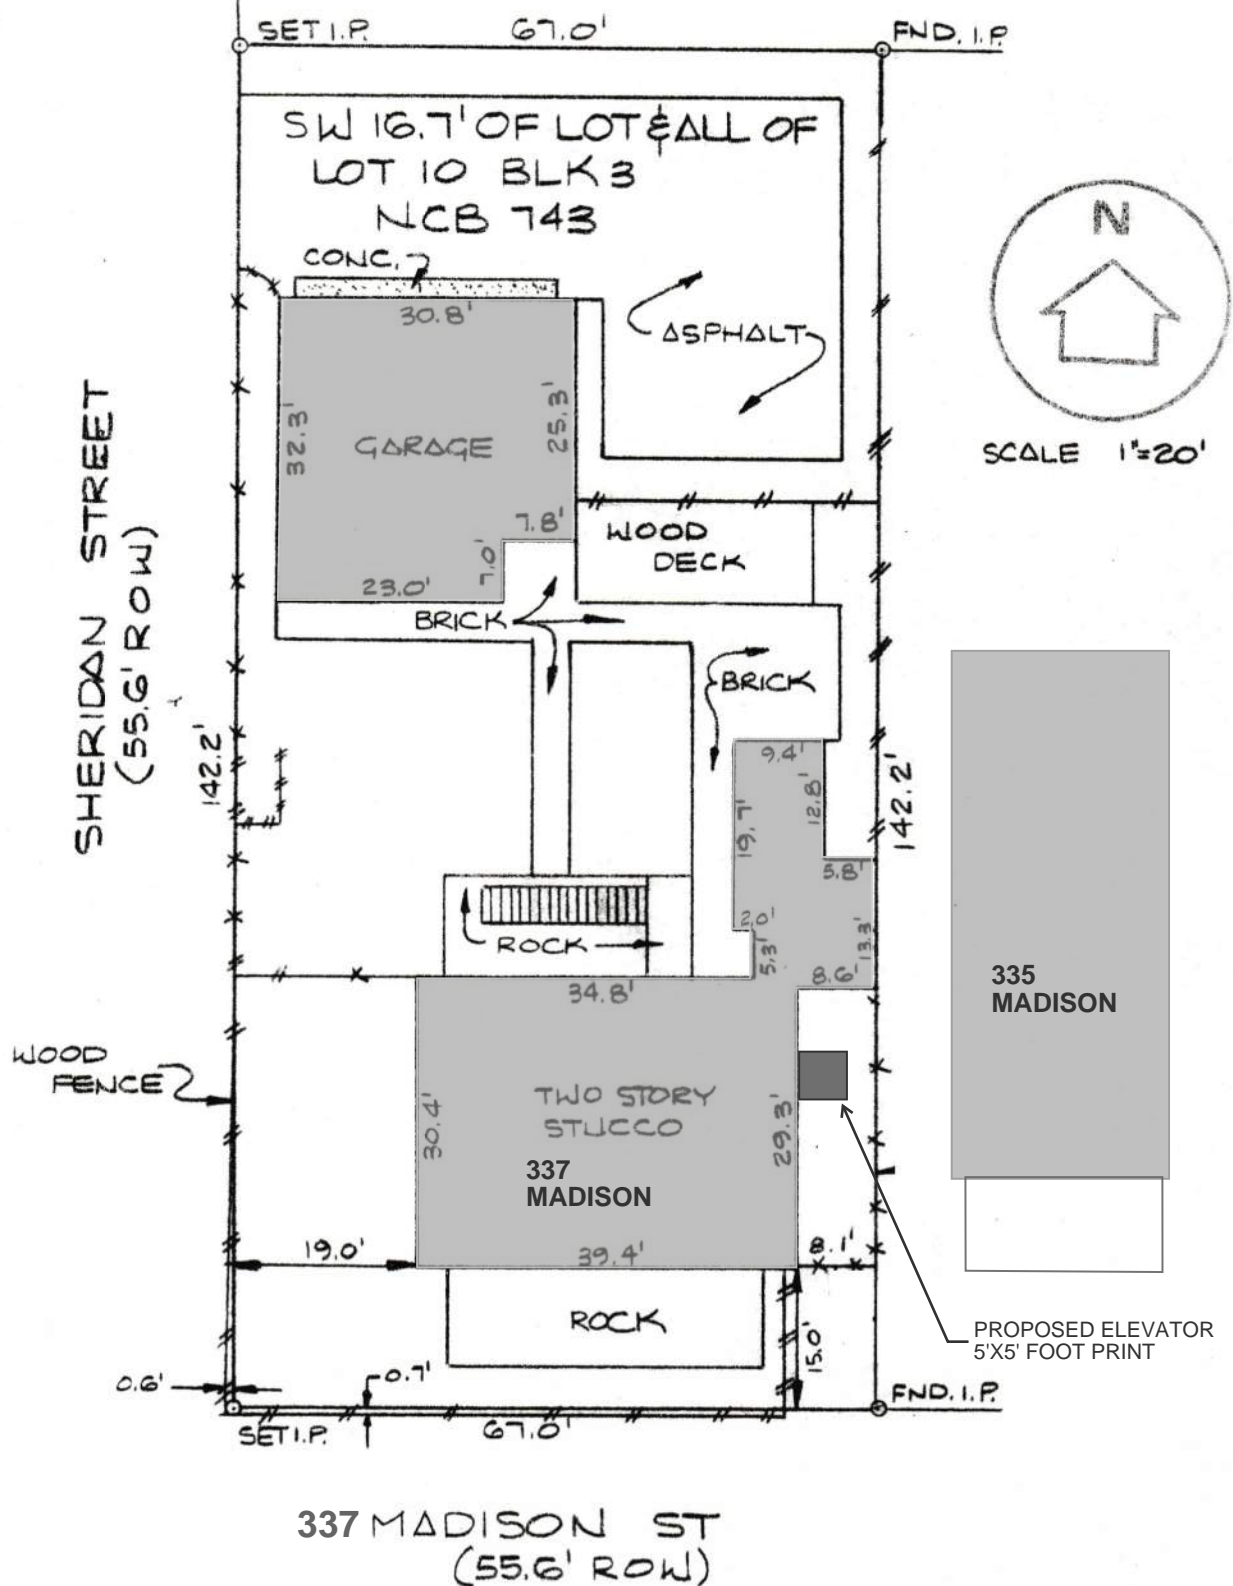 SET I.P.
67.0'
FND. I.P.
SW 16.7' OF LOT & ALL OF
LOT 10 BLK 3
NCB 743
CONC.
30.8'
ASPHALT
N
SCALE 1"=20'
32.3'
GARAGE
25.3'
7.8'
7.0'
23.0'
WOOD
DECK
BRICK
BRICK
SHERIDAN STREET
(55.6' ROW)
142.2'
9.4'
12.8'
19.7'
142.2'
5.8'
2.0'
5.3'
13.3'
8.6'
ROCK
34.8'
335
MADISON
WOOD
FENCE
TWO STORY
STUCCO
30.4'
29.3'
337
MADISON
19.0'
39.4'
8.1'
ROCK
15.0'
PROPOSED ELEVATOR
5'X5' FOOT PRINT
0.6'
0.7'
FND. I.P.
SET I.P.
67.0'
337 MADISON ST
(55.6' ROW)